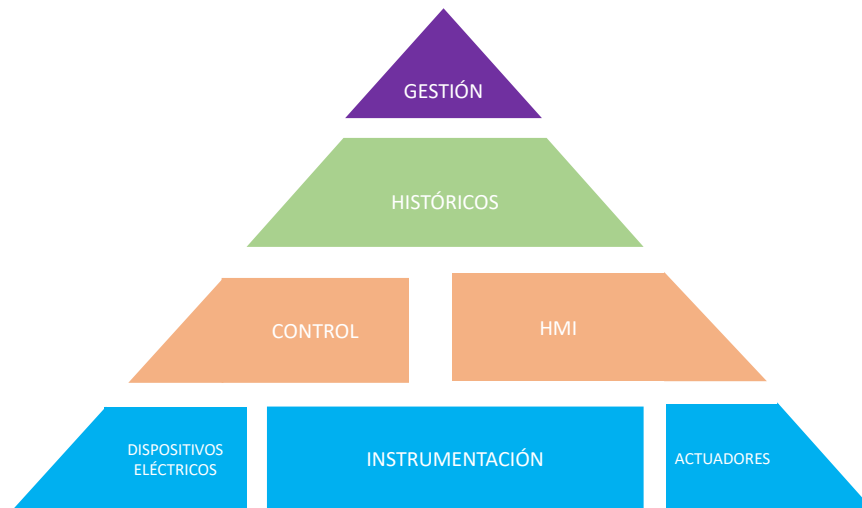 GESTIÓN
HISTÓRICOS
CONTROL
HMI
DISPOSITIVOS
ELÉCTRICOS
INSTRUMENTACIÓN
ACTUADORES